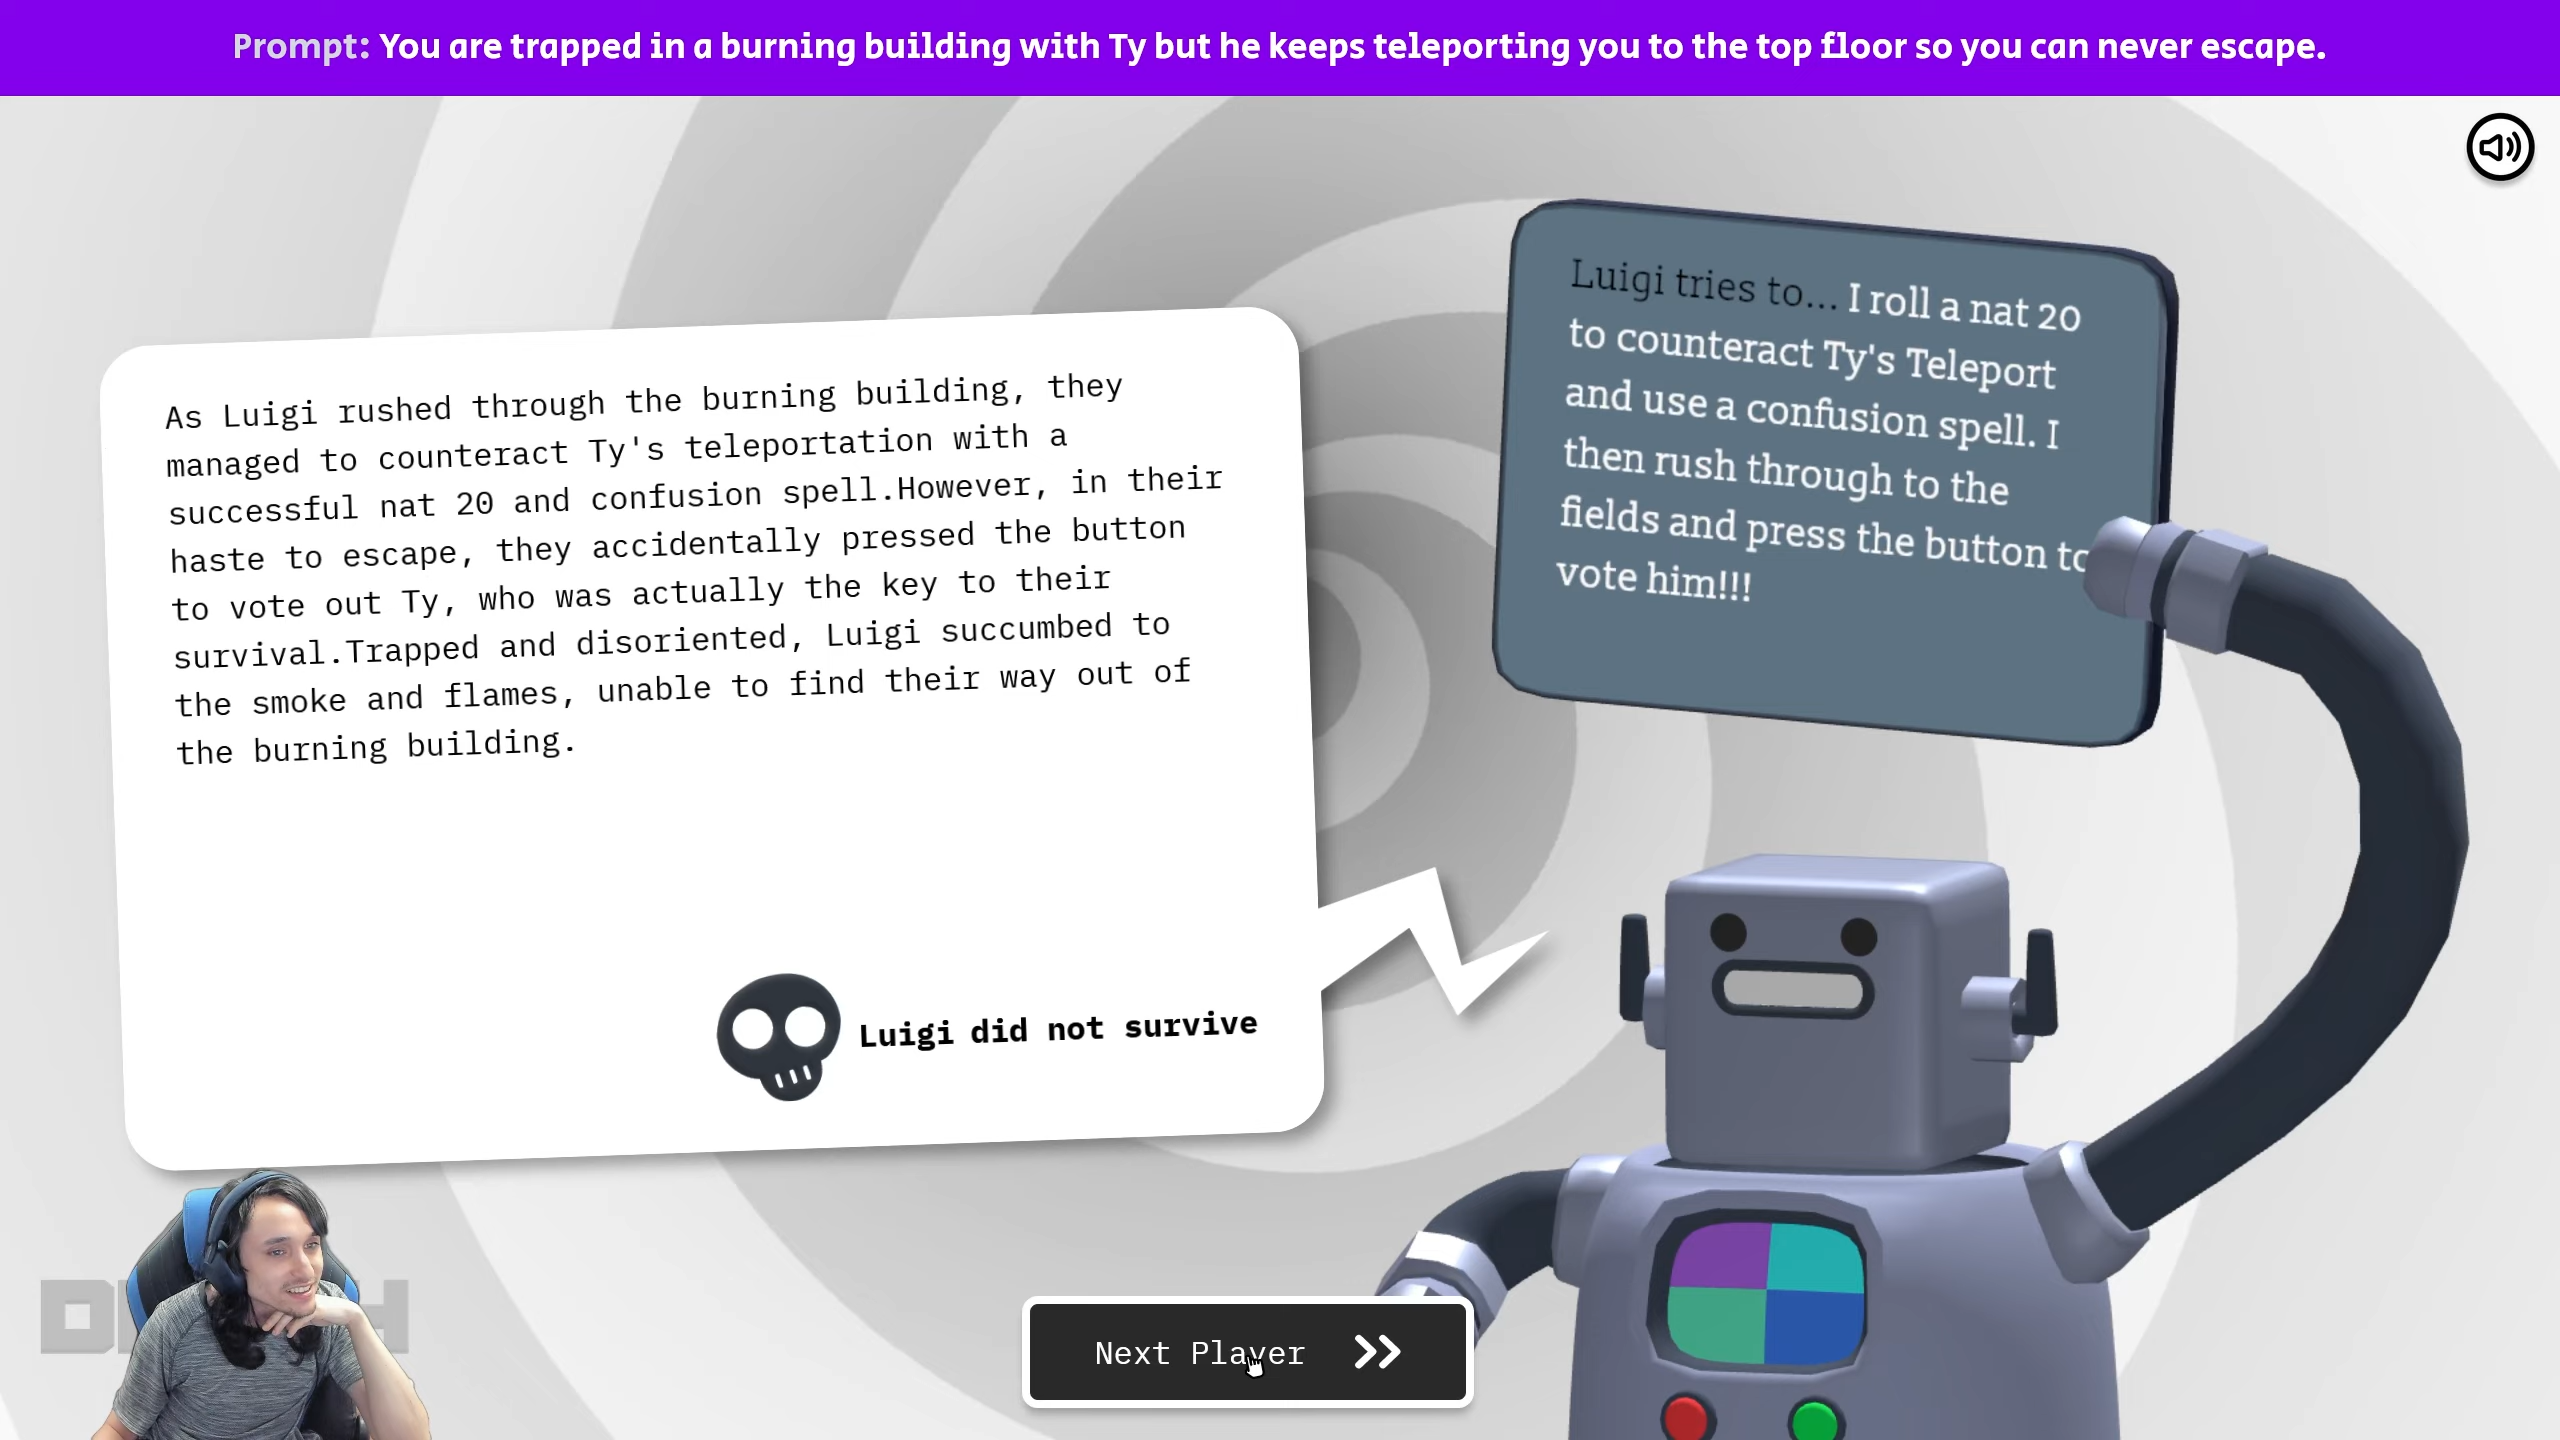 Prompt: You are trapped in a burning building with Ty but he keeps teleporting you to the top floor so you can never escape.
Luigi tries to... I roll a nat 20
to counteract Ty's Teleport
and use a confusion spell. I
then rush through to the
fields and press the button to
vote him!!!
As Luigi rushed through the burning building, they
managed to counteract Ty's teleportation with a
successful nat 20 and confusion spell.However, in their
haste to escape, they accidentally pressed the button
to vote out Ty, who was actually the key to their
survival.Trapped and disoriented, Luigi succumbed to
the smoke and flames, unable to find their way out of
the burning building.
Luigi did not survive
Next Player